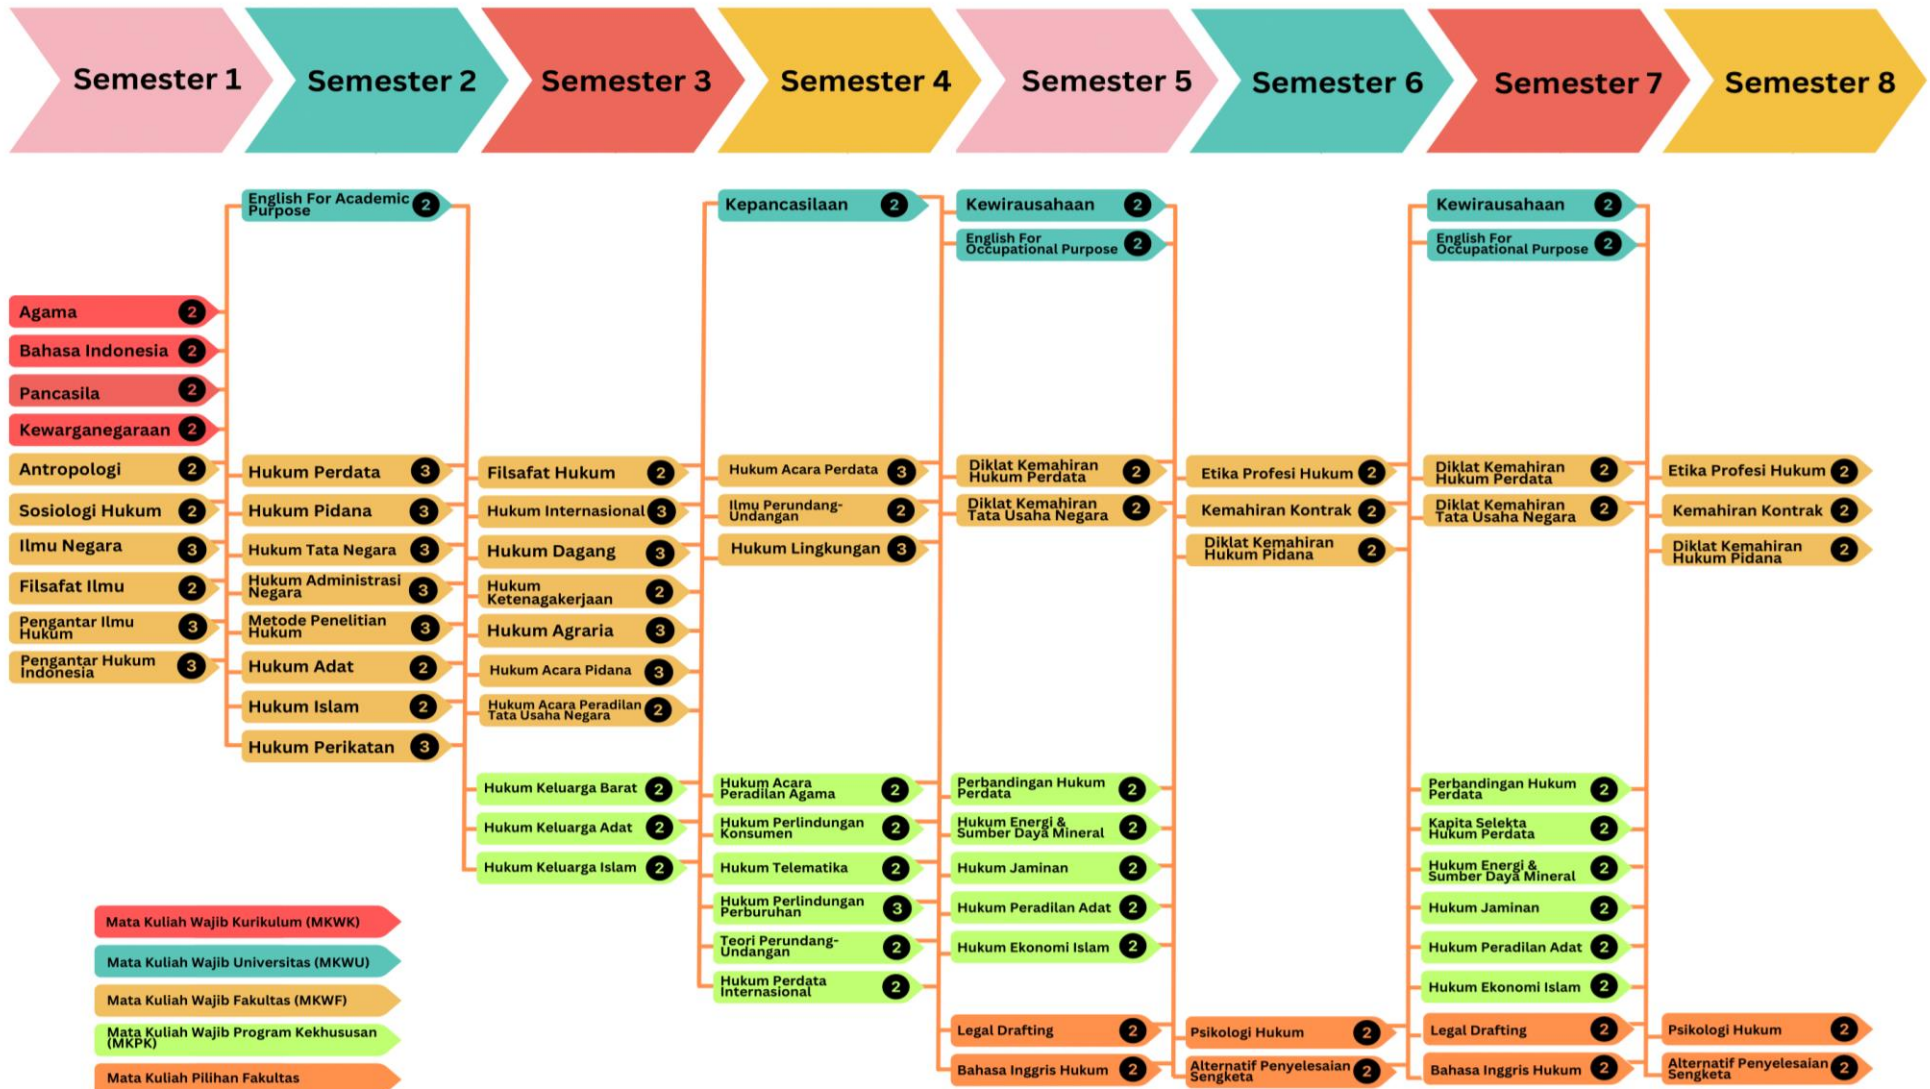 Semester 1
Semester 2
Semester 3
Semester 4
Semester 5
Semester 6
Semester 7
Semester 8
Agama 2
Bahasa Indonesia 2
Pancasila 2
Kewarganegaraan 2
Antropologi 2
Sosiologi Hukum 2
Ilmu Negara 3
Filsafat Ilmu 2
Pengantar Ilmu
Hukum 3
Pengantar Hukum
Indonesia 3
English For Academic
Purpose 2
Hukum Perdata 3
Hukum Pidana 3
Hukum Tata Negara 3
Hukum Administrasi
Negara 3
Metode Penelitian
Hukum 3
Hukum Adat 2
Hukum Islam 2
Hukum Perikatan 3
Filsafat Hukum 2
Hukum Internasional 3
Hukum Dagang 3
Hukum
Ketenagakerjaan 2
Hukum Agraria 3
Hukum Acara Pidana 3
Hukum Acara Peradilan
Tata Usaha Negara 2
Hukum Keluarga Barat 2
Hukum Keluarga Adat 2
Hukum Keluarga Islam 2
Kepancasilaan 2
Hukum Acara Perdata 3
Ilmu Perundang-
Undangan 2
Hukum Lingkungan 3
Hukum Acara
Peradilan Agama 2
Hukum Perlindungan
Konsumen 2
Hukum Telematika 2
Hukum Perlindungan
Perburuhan 3
Teori Perundang-
Undangan 2
Hukum Perdata
Internasional 2
Kewirausahaan 2
English For
Occupational Purpose 2
Diklat Kemahiran
Hukum Perdata 2
Diklat Kemahiran
Tata Usaha Negara 2
Perbandingan Hukum
Perdata 2
Hukum Energi &
Sumber Daya Mineral 2
Hukum Jaminan 2
Hukum Peradilan Adat 2
Hukum Ekonomi Islam 2
Legal Drafting 2
Bahasa Inggris Hukum 2
Etika Profesi Hukum 2
Kemahiran Kontrak 2
Diklat Kemahiran
Hukum Pidana 2
Psikologi Hukum 2
Alternatif Penyelesaian
Sengketa 2
Kewirausahaan 2
English For
Occupational Purpose 2
Diklat Kemahiran
Hukum Perdata 2
Diklat Kemahiran
Tata Usaha Negara 2
Perbandingan Hukum
Perdata 2
Kapita Selekta
Hukum Perdata 2
Hukum Energi &
Sumber Daya Mineral 2
Hukum Jaminan 2
Hukum Peradilan Adat 2
Hukum Ekonomi Islam 2
Legal Drafting 2
Bahasa Inggris Hukum 2
Etika Profesi Hukum 2
Kemahiran Kontrak 2
Diklat Kemahiran
Hukum Pidana 2
Psikologi Hukum 2
Alternatif Penyelesaian
Sengketa 2
Mata Kuliah Wajib Kurikulum (MKWK)
Mata Kuliah Wajib Universitas (MKWU)
Mata Kuliah Wajib Fakultas (MKWF)
Mata Kuliah Wajib Program Kekhususan
(MKPK)
Mata Kuliah Pilihan Fakultas